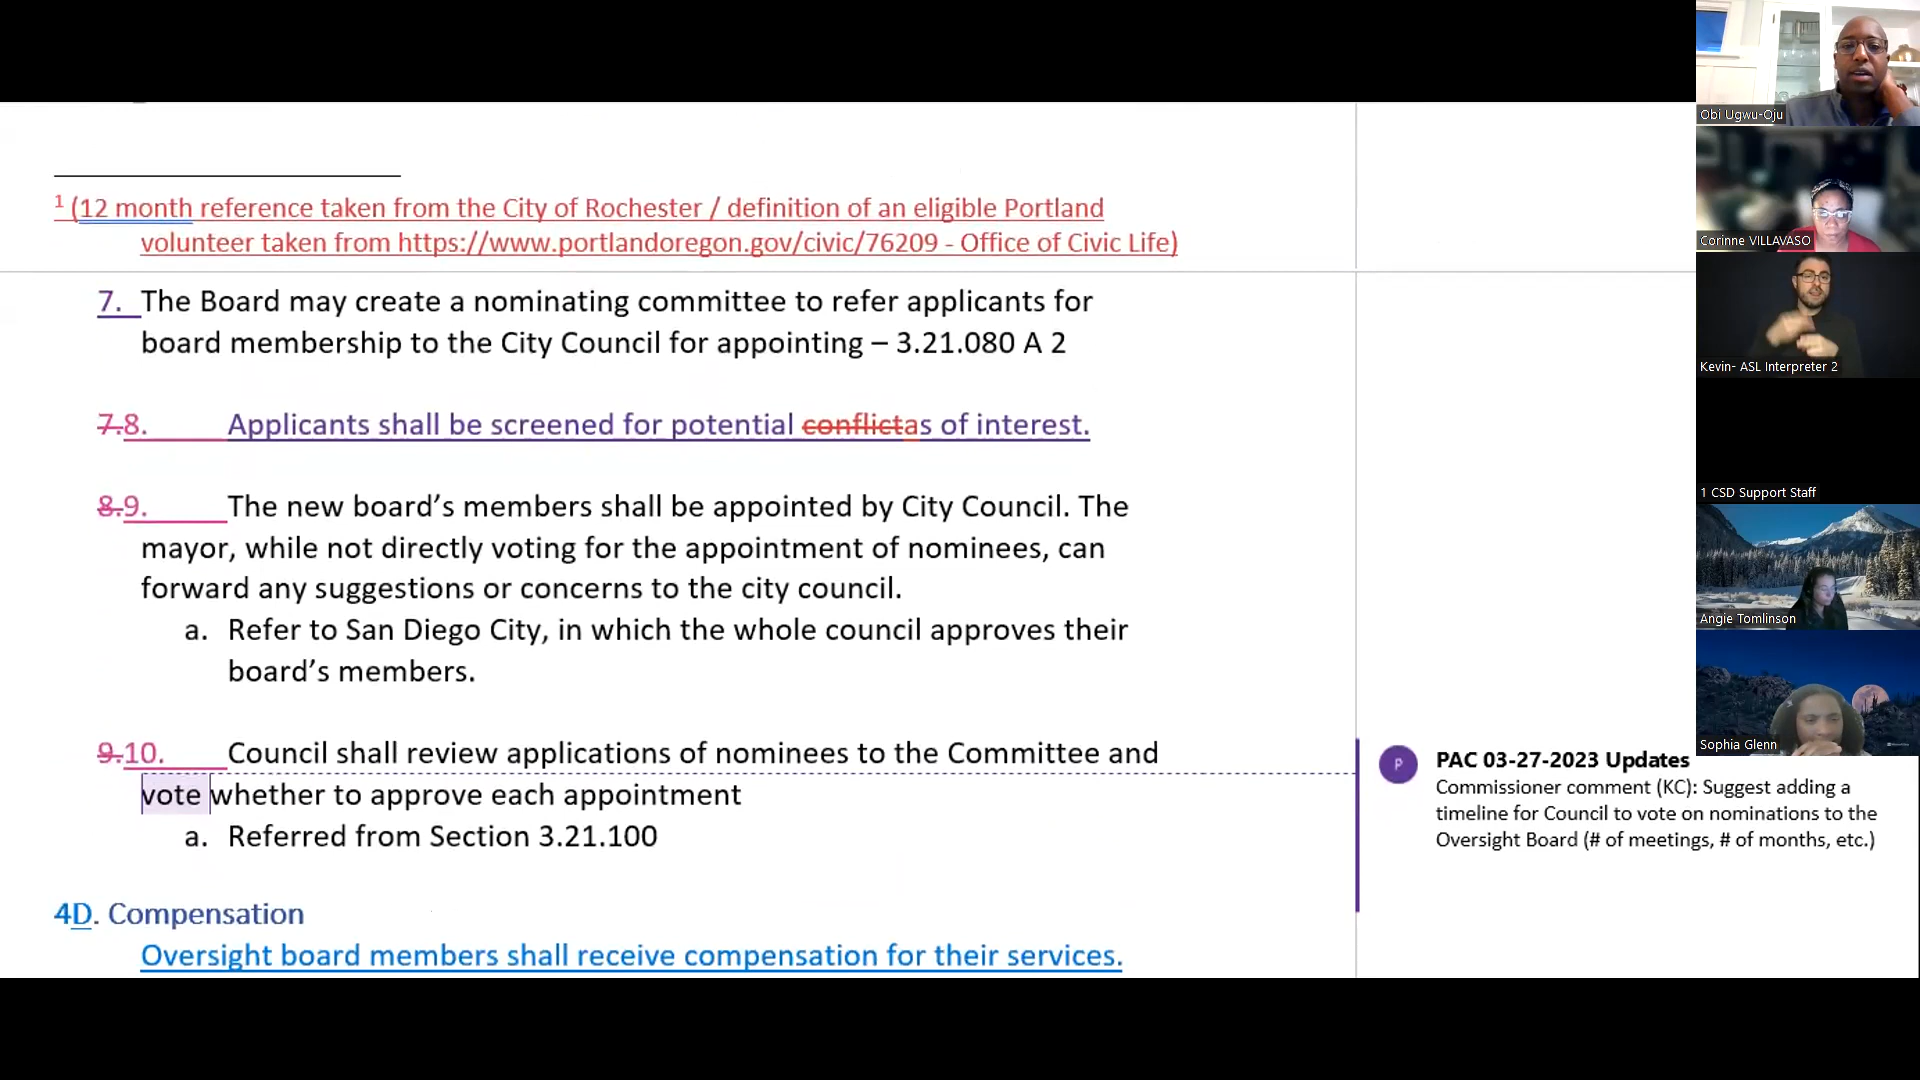 1 (12 month reference taken from the City of Rochester / definition of an eligible Portland
volunteer taken from https://www.portlandoregon.gov/civic/76209 - Office of Civic Life)
7. The Board may create a nominating committee to refer applicants for
board membership to the City Council for appointing – 3.21.080 A 2
7.8. Applicants shall be screened for potential conflictas of interest.
8.9. The new board’s members shall be appointed by City Council. The
mayor, while not directly voting for the appointment of nominees, can
forward any suggestions or concerns to the city council.
a. Refer to San Diego City, in which the whole council approves their
board’s members.
9.10. Council shall review applications of nominees to the Committee and
vote whether to approve each appointment
a. Referred from Section 3.21.100
4D. Compensation
Oversight board members shall receive compensation for their services.
P
PAC 03-27-2023 Updates
Commissioner comment (KC): Suggest adding a
timeline for Council to vote on nominations to the
Oversight Board (# of meetings, # of months, etc.)
Obi Ugwu-Oju
Corinne VILLAVASO
Kevin- ASL Interpreter 2
1 CSD Support Staff
Angie Tomlinson
Sophia Glenn